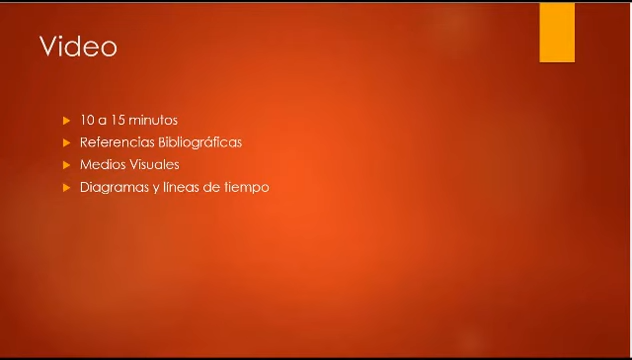 Video
10 a 15 minutos
Referencias Bibliográficas
Medios Visuales
Diagramas y líneas de tiempo